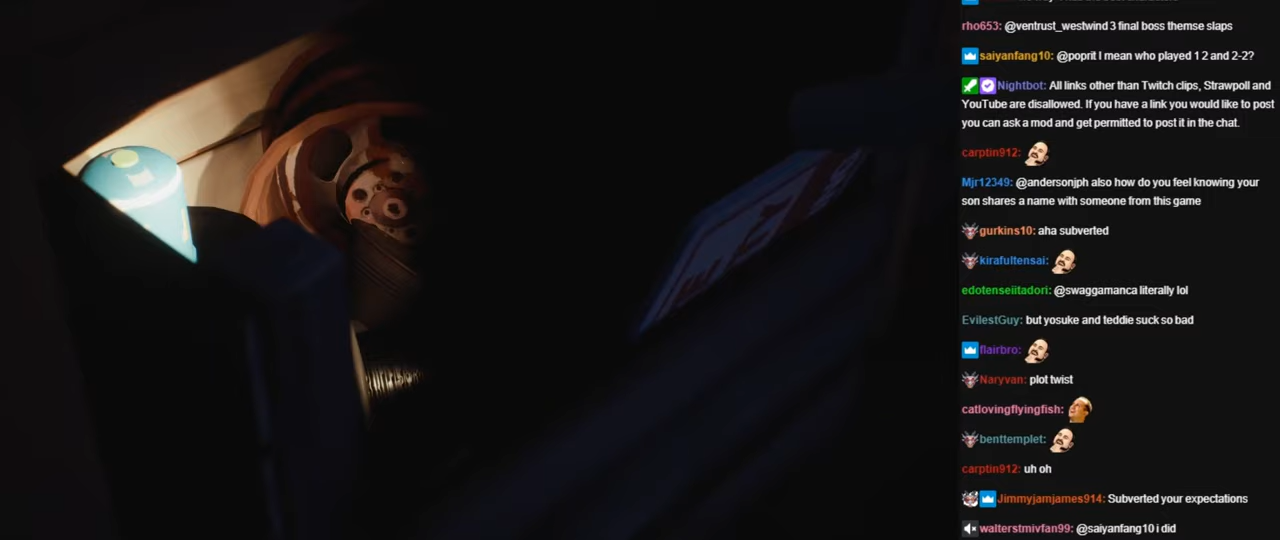 rho653: @ventrust_westwind 3 final boss themse slaps
saiyanfang10: @poprit I mean who played 1 2 and 2-2?
Nightbot: All links other than Twitch clips, Strawpoll and
YouTube are disallowed. If you have a link you would like to post
you can ask a mod and get permitted to post it in the chat.
carptin912:
Mjr12349: @andersonjph also how do you feel knowing your
son shares a name with someone from this game
gurkins10: aha subverted
kirafultensai:
edotenseiitadori: @swaggamanca literally lol
EvilestGuy: but yosuke and teddie suck so bad
flairbro:
Naryvan: plot twist
catlovingflyingfish:
benttemplet:
carptin912: uh oh
Jimmyjamjames914: Subverted your expectations
walterstmivfan99: @saiyanfang10 i did